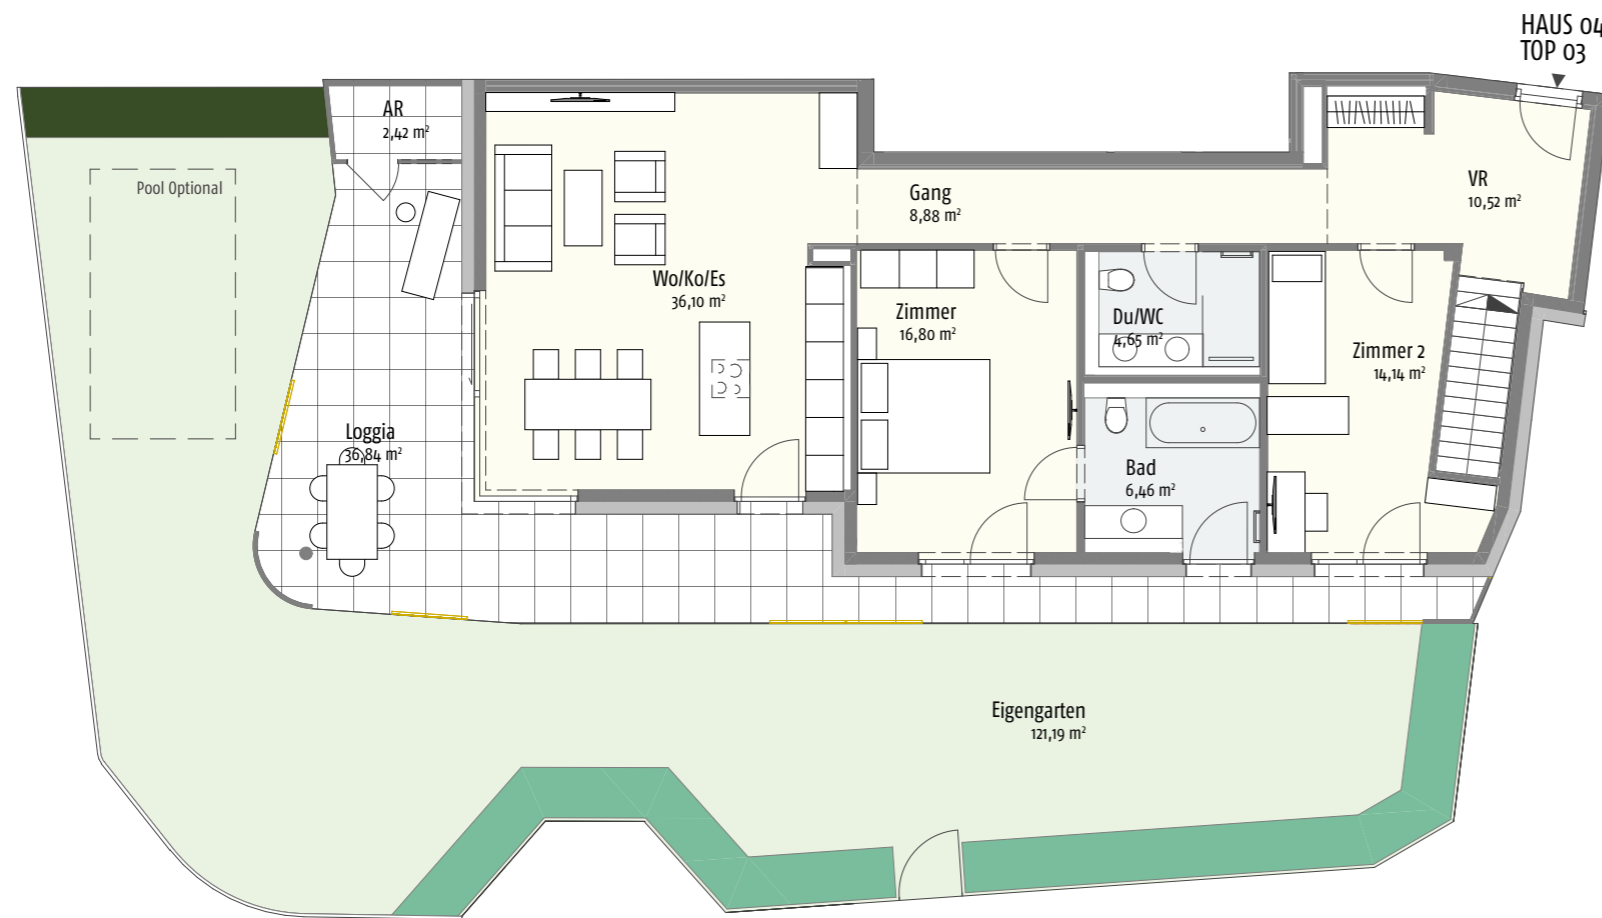 HAUS 04
TOP 03
AR
2,42 m²
Pool Optional
Gang
8,88 m²
VR
10,52 m²
Wo/Ko/Es
36,10 m²
Zimmer
16,80 m²
Du/WC
4,65 m²
Zimmer 2
14,14 m²
Loggia
36,84 m²
Bad
6,46 m²
Eigengarten
121,19 m²